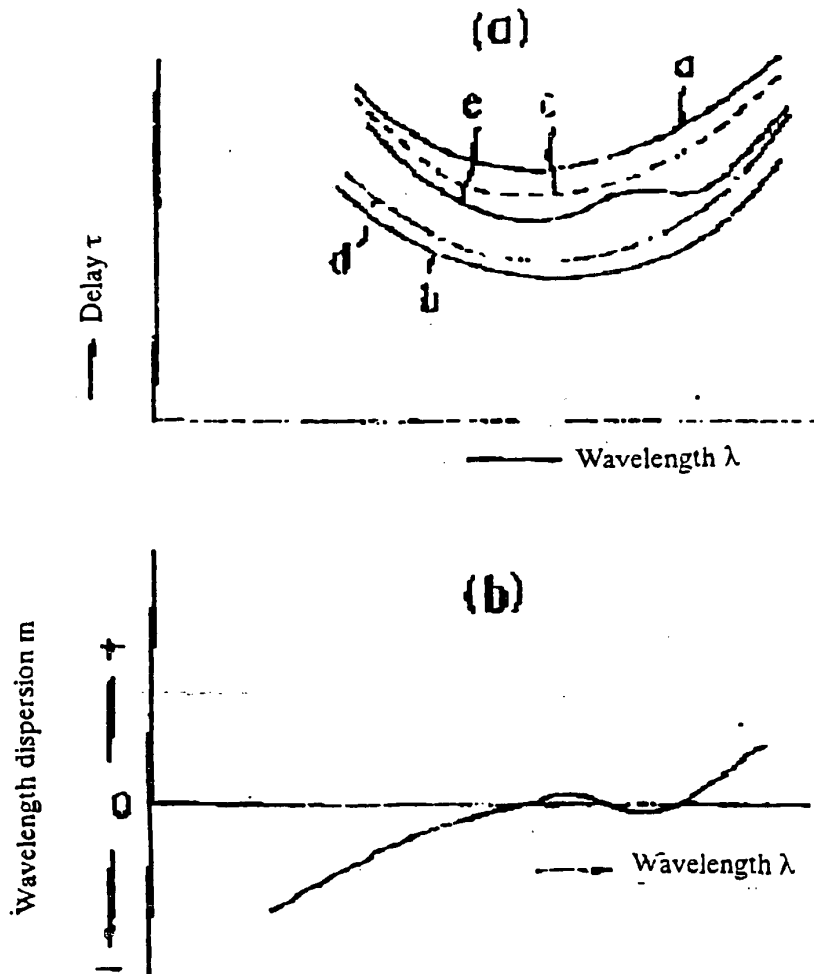 (a)
a
e
c
d
b
Delay τ
Wavelength λ
(b)
Wavelength dispersion m
+
0
-
Wavelength λ